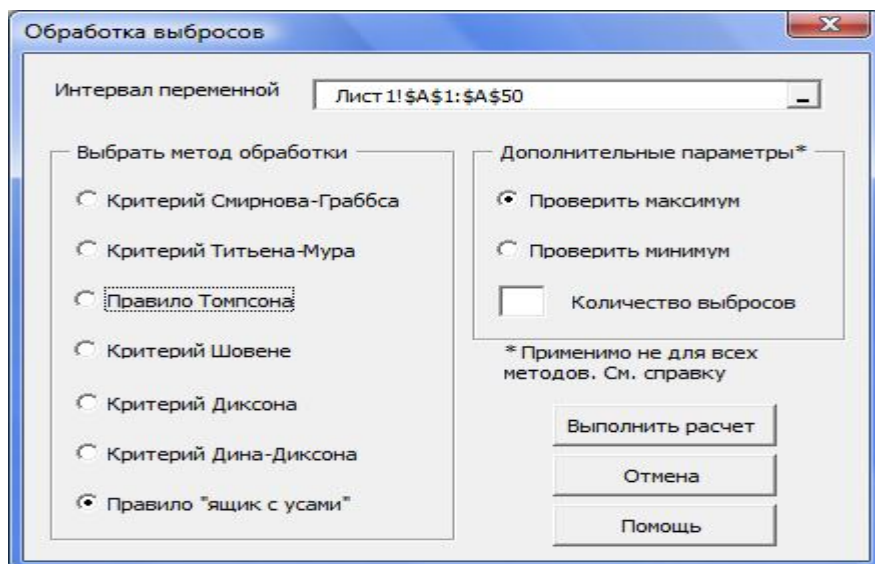 Обработка выбросов
Интервал переменной
Лист1!$A$1:$A$50
Выбрать метод обработки
Критерий Смирнова-Граббса
Критерий Титьена-Мура
Правило Томпсона
Критерий Шовене
Критерий Диксона
Критерий Дина-Диксона
Правило "ящик с усами"
Дополнительные параметры*
Проверить максимум
Проверить минимум
Количество выбросов
* Применимо не для всех
методов. См. справку
Выполнить расчет
Отмена
Помощь